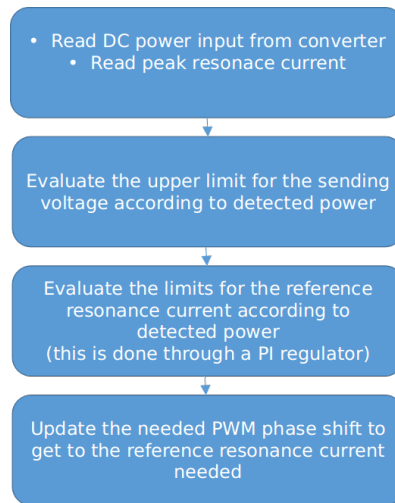 • Read DC power input from converter
• Read peak resonace current
Evaluate the upper limit for the sending
voltage according to detected power
Evaluate the limits for the reference
resonance current according to
detected power
(this is done through a PI regulator)
Update the needed PWM phase shift to
get to the reference resonance current
needed